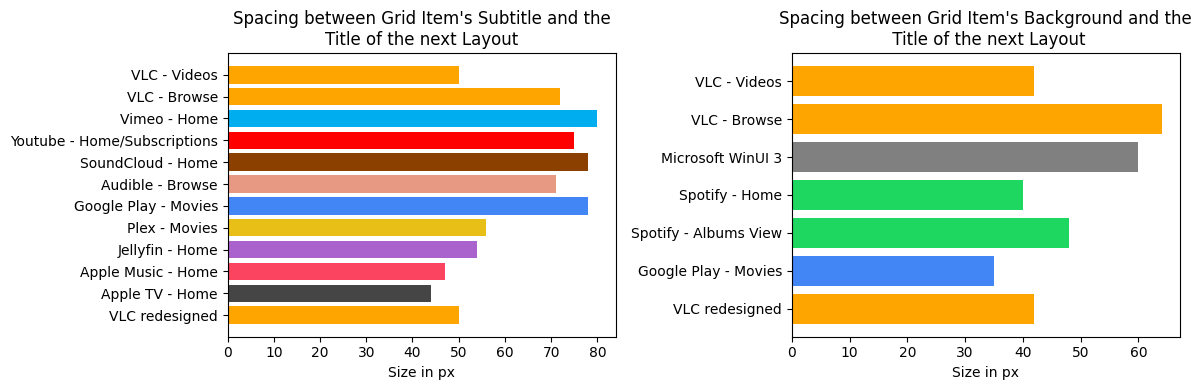 Spacing between Grid Item's Subtitle and the
Title of the next Layout
VLC - Videos
VLC - Browse
Vimeo - Home
Youtube - Home/Subscriptions
SoundCloud - Home
Audible - Browse
Google Play - Movies
Plex - Movies
Jellyfin - Home
Apple Music - Home
Apple TV - Home
VLC redesigned
0 10 20 30 40 50 60 70 80
Size in px
Spacing between Grid Item's Background and the
Title of the next Layout
VLC - Videos
VLC - Browse
Microsoft WinUI 3
Spotify - Home
Spotify - Albums View
Google Play - Movies
VLC redesigned
0 10 20 30 40 50 60
Size in px